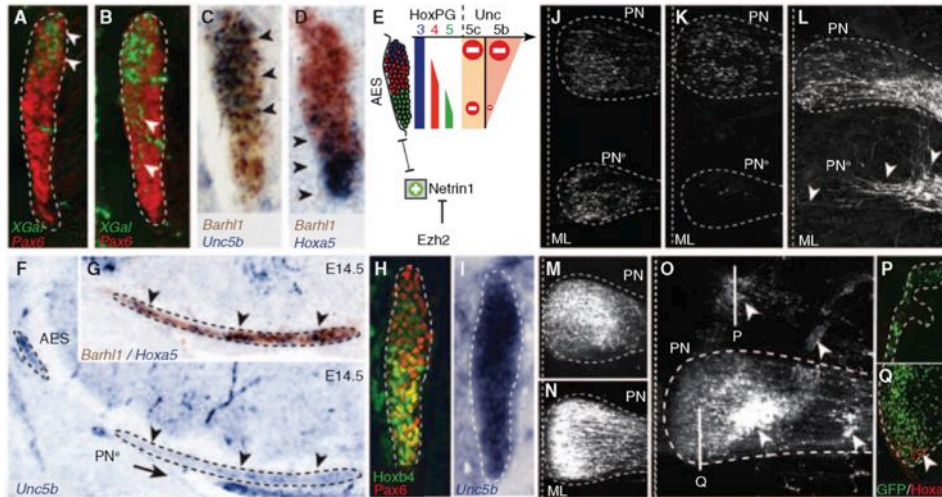 A
XGal
Pax6
B
XGal
Pax6
C
Barhl1
Unc5b
D
Barhl1
Hoxa5
E
HoxPG Unc
3 4 5 5c 5b
AES
Netrin1
Ezh2
J PN
PNe
ML
K PN
PNe
ML
L PN
PNe
ML
F
AES
G E14.5
Barhl1 / Hoxa5
E14.5
PNe
Unc5b
H
Hoxb4
Pax6
I
Unc5b
M PN
N PN
ML
O
P
PN
Q
P
Q
GFP/Hoxa